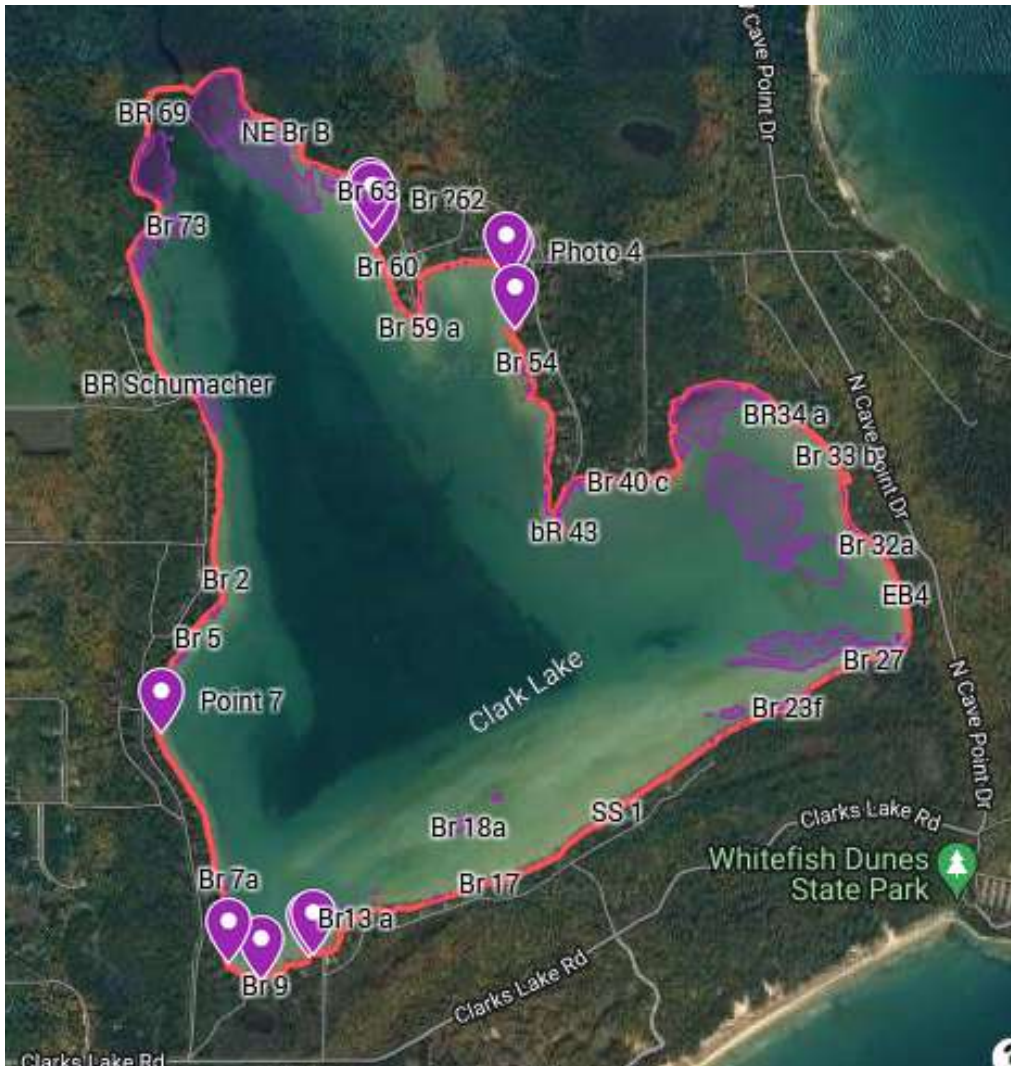 N Cave Point Dr
BR 69
NE Br B
Br 63
Br ?62
Br 73
Photo 4
Br 60
Br 59 a
Br 54
BR Schumacher
N Cave Point Dr
BR34 a
Br 33 b
Br 40 c
bR 43
Br 32a
Br 2
EB4
Br 5
Br 27
Clark Lake
Point 7
Br 23f
N Cave Point Dr
SS 1
Clarks Lake Rd
Br 18a
Whitefish Dunes
State Park
Br 7a
Br 17
Br13 a
Br 9
Clarks Lake Rd
Clarks Lake Rd
?